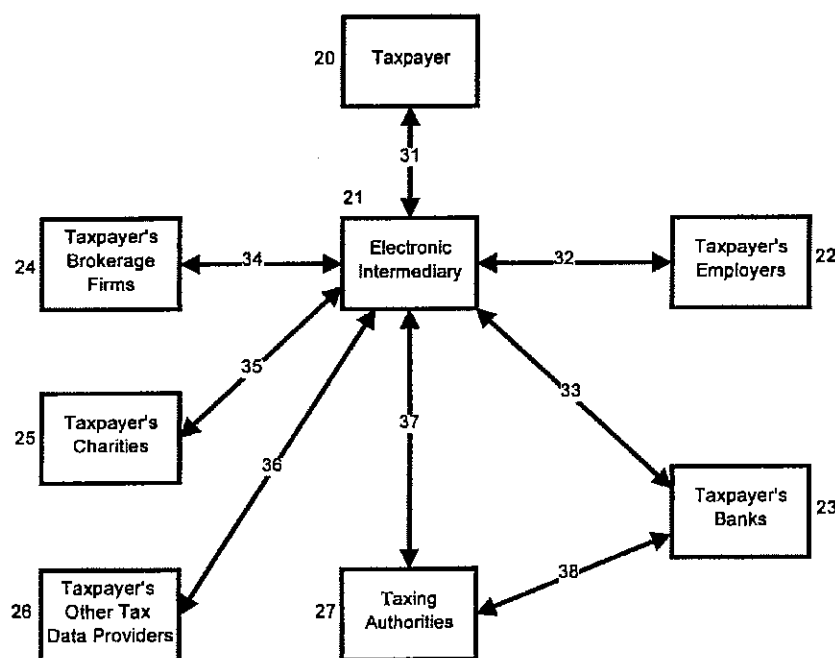 20
Taxpayer
31
21
24
Taxpayer's
Brokerage
Firms
34
Electronic
Intermediary
32
Taxpayer's
Employers
22
35
33
25
Taxpayer's
Charities
37
36
Taxpayer's
Banks
23
38
26
Taxpayer's
Other Tax
Data Providers
27
Taxing
Authorities